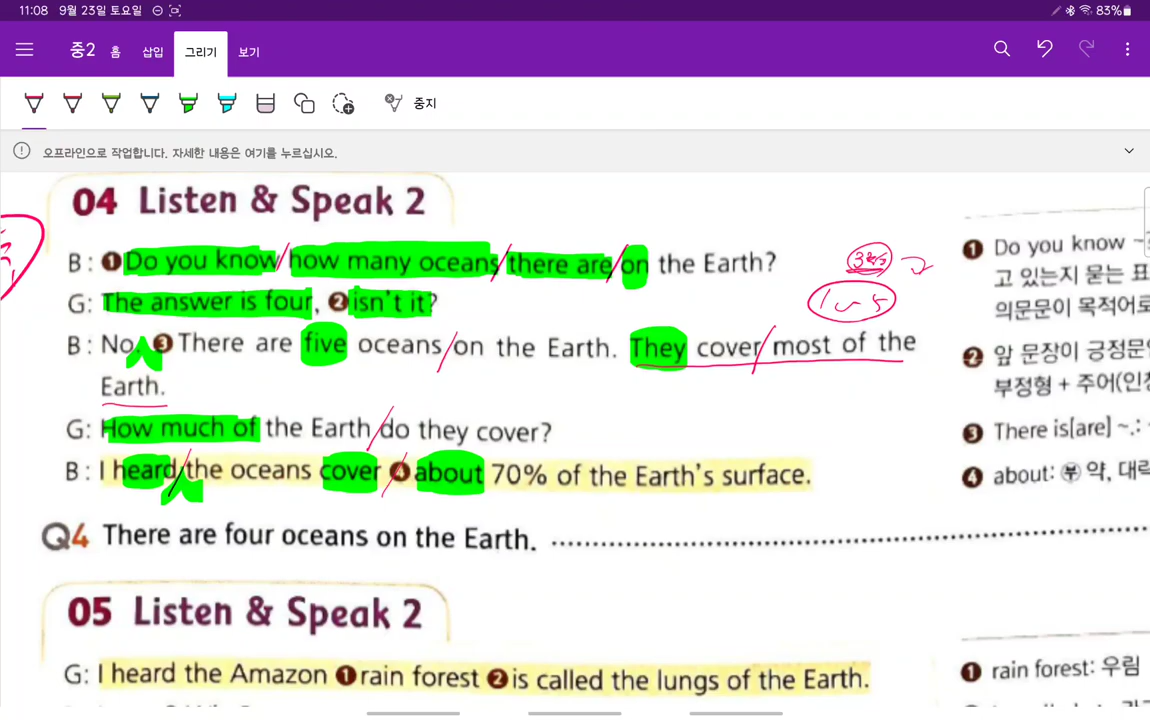 11:08 9월 23일 토요일 83%
중2 홈 삽입 그리기 보기
중지
오프라인으로 작업합니다. 자세한 내용은 여기를 누르십시오.
04 Listen & Speak 2
B: ❶Do you know how many oceans there are on the Earth?
G: The answer is four, ❷isn't it?
B: No. ❸There are five oceans on the Earth. They cover most of the
Earth.
G: How much of the Earth do they cover?
B: I heard the oceans cover ❹about 70% of the Earth's surface.
Q4 There are four oceans on the Earth.
05 Listen & Speak 2
G: I heard the Amazon ❶rain forest ❷is called the lungs of the Earth.
❶ Do you know ~
고 있는지 묻는 표
의문문이 목적어로
❷ 앞 문장이 긍정문
부정형 + 주어(인칭
❸ There is[are] ~.:
❹ about: 부 약, 대략
❶ rain forest: 우림
1~5